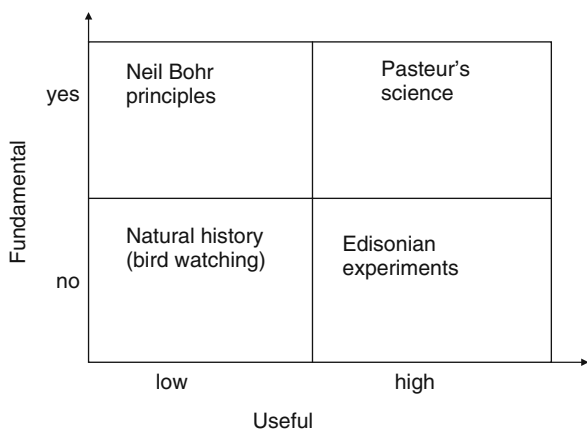 Neil Bohr
principles
Pasteur's
science
yes
Fundamental
Natural history
(bird watching)
Edisonian
experiments
no
low
high
Useful